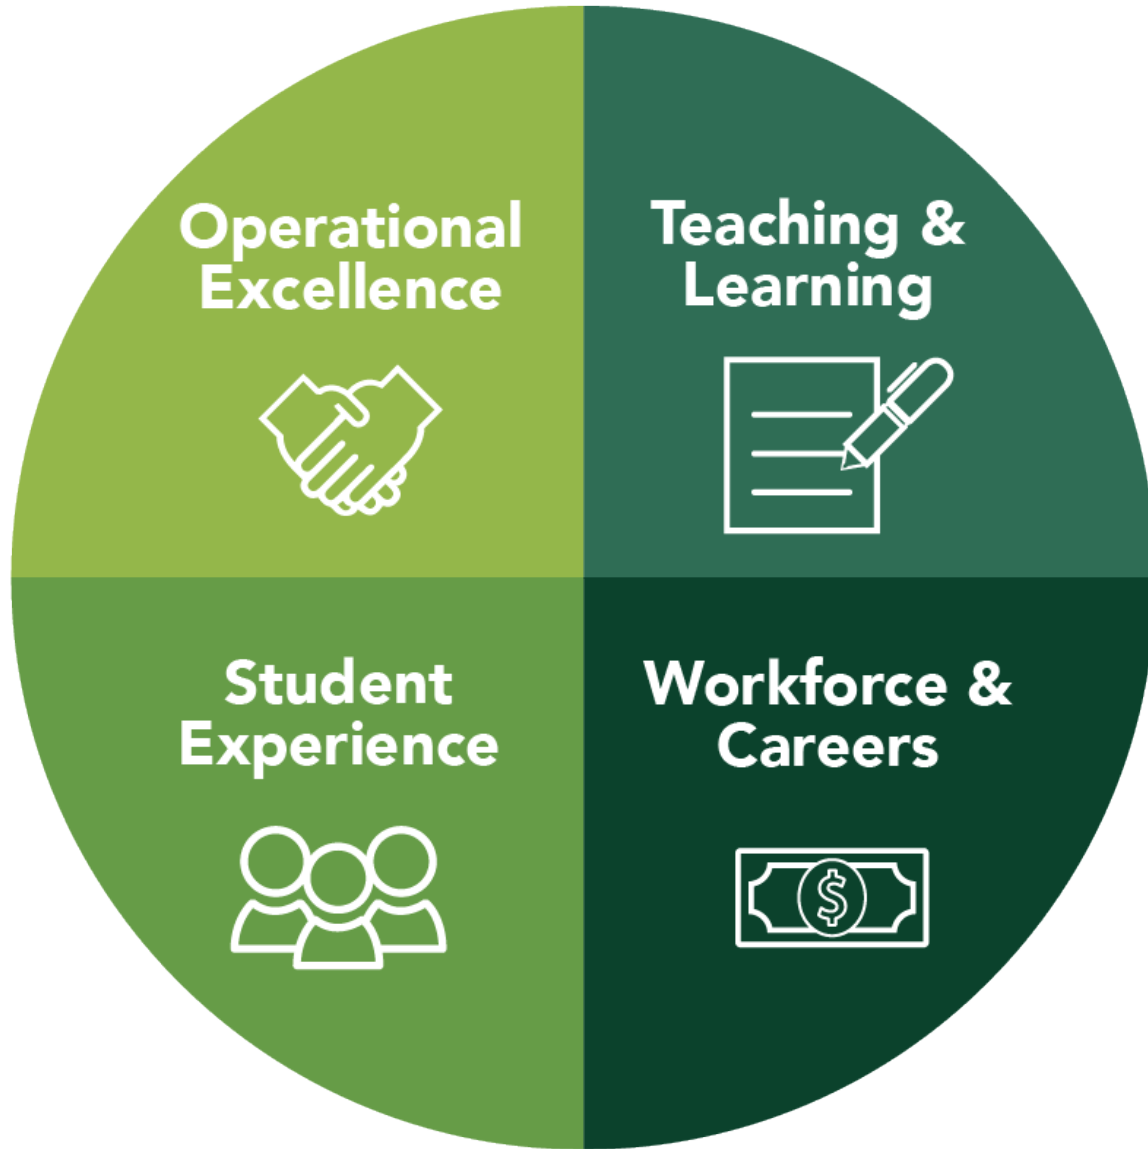 Operational
Excellence
Teaching &
Learning
Student
Experience
Workforce &
Careers
$